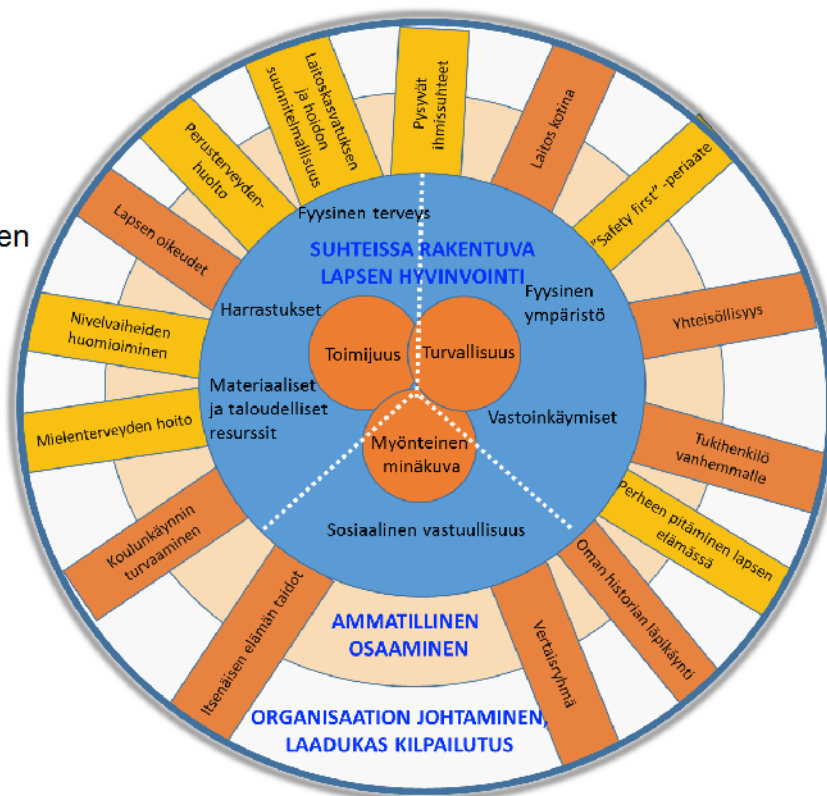 en
Pysyvät
ihmissuhteet
Laitos kotina
"Safety first" -periaate
Yhteisöllisyys
Tukihenkilö
vanhemmalle
Perheen pitäminen lapsen
elämässä
Oman historian läpikäynti
Vertaisryhmä
Itsenäisen elämän taidot
Koulunkäynnin
turvaaminen
Mielenterveyden hoito
Nivelvaiheiden
huomioiminen
Lapsen oikeudet
Perusterveyden-
huolto
Laitoskasvatuksen
ja hoidon
suunnitelmallisuus
Fyysinen terveys
SUHTEISSA RAKENTUVA
LAPSEN HYVINVOINTI
Harrastukset
Fyysinen
ympäristö
Toimijuus
Turvallisuus
Materiaaliset
ja taloudelliset
resurssit
Vastoinkäymiset
Myönteinen
minäkuva
Sosiaalinen vastuullisuus
AMMATILLINEN
OSAAMINEN
ORGANISAATION JOHTAMINEN,
LAADUKAS KILPAILUTUS